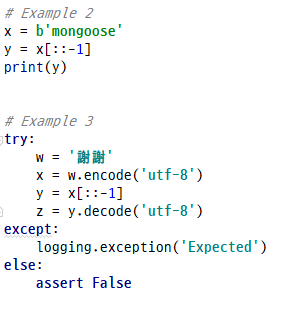 # Example 2
x = b'mongoose'
y = x[::-1]
print(y)
# Example 3
try:
    w = '謝謝'
    x = w.encode('utf-8')
    y = x[::-1]
    z = y.decode('utf-8')
except:
    logging.exception('Expected')
else:
    assert False